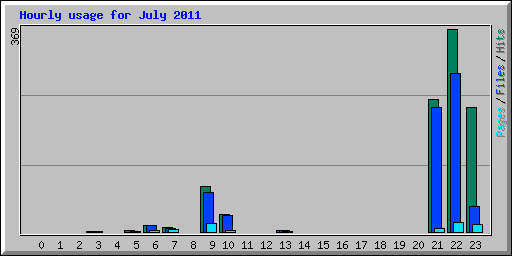 Hourly usage for July 2011
369
Pages / Files / Hits
0 1 2 3 4 5 6 7 8 9 10 11 12 13 14 15 16 17 18 19 20 21 22 23